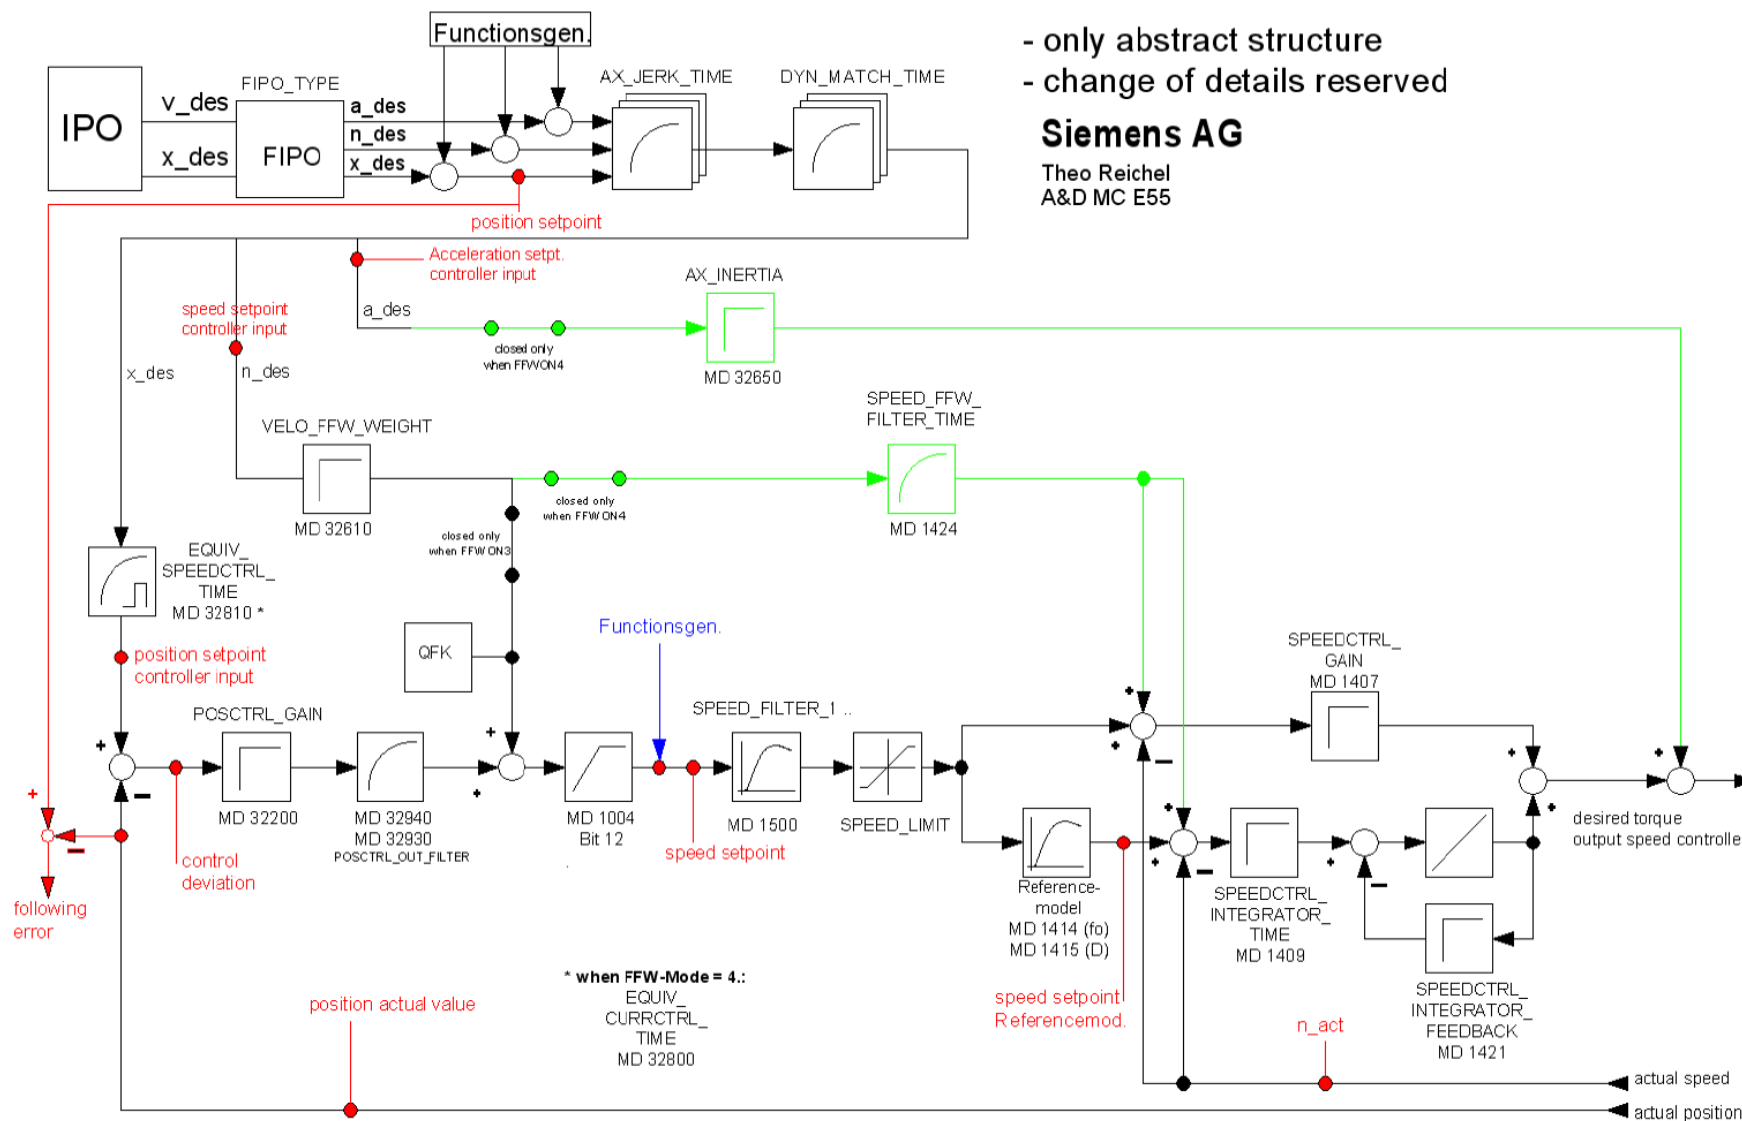 Functionsgen.
- only abstract structure
- change of details reserved
Siemens AG
Theo Reichel
A&D MC E55
IPO
v_des
x_des
FIPO_TYPE
FIPO
a_des
n_des
x_des
AX_JERK_TIME
DYN_MATCH_TIME
position setpoint
Acceleration setpt.
controller input
speed setpoint
controller input
a_des
x_des
n_des
closed only
when FFWON4
AX_INERTIA
MD 32650
VELO_FFW_WEIGHT
MD 32610
SPEED_FFW_
FILTER_TIME
MD 1424
closed only
when FFWON4
closed only
when FFWON3
EQUIV_
SPEEDCTRL_
TIME
MD 32810 *
position setpoint
controller input
QFK
Functionsgen.
POSCTRL_GAIN
MD 32200
MD 32940
MD 32930
POSCTRL_OUT_FILTER
MD 1004
Bit 12
SPEED_FILTER_1 ..
MD 1500
SPEED_LIMIT
speed setpoint
control
deviation
following
error
SPEEDCTRL_
GAIN
MD 1407
Reference-
model
MD 1414 (fo)
MD 1415 (D)
SPEEDCTRL_
INTEGRATOR_
TIME
MD 1409
desired torque
output speed controlle
SPEEDCTRL_
INTEGRATOR_
FEEDBACK
MD 1421
speed setpoint
Referencemod.
n_act
position actual value
* when FFW-Mode = 4.:
EQUIV_
CURRCTRL_
TIME
MD 32800
actual speed
actual position